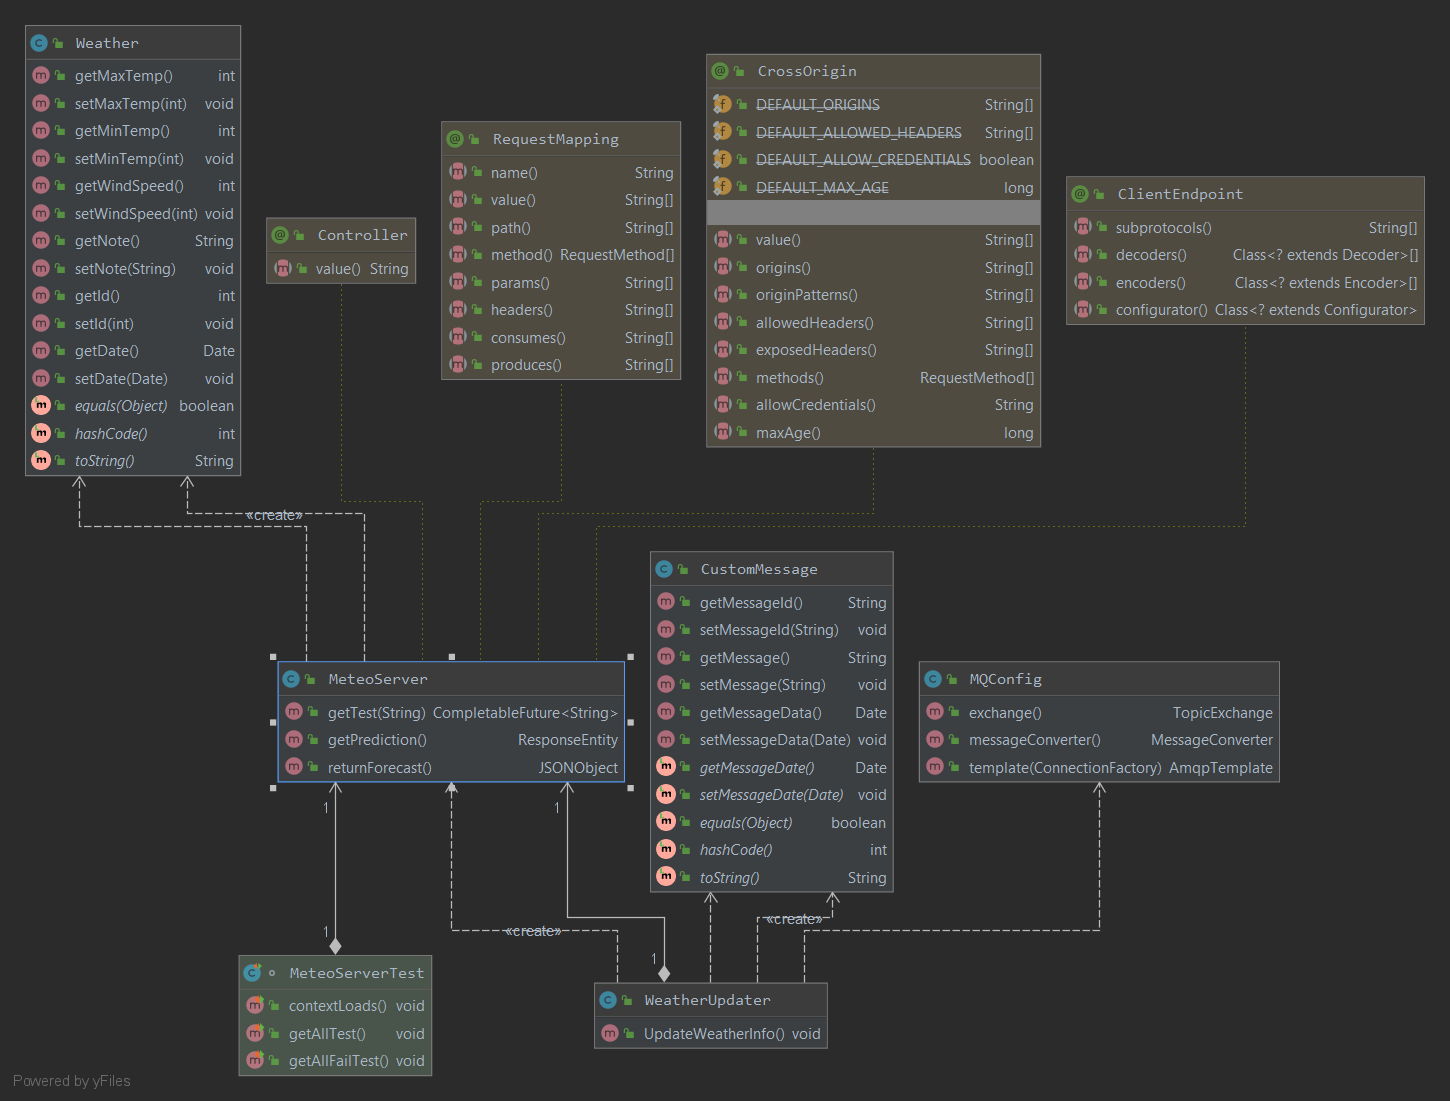 Weather
getMaxTemp() int
setMaxTemp(int) void
getMinTemp() int
setMinTemp(int) void
getWindSpeed() int
setWindSpeed(int) void
getNote() String
setNote(String) void
getId() int
setId(int) void
getDate() Date
setDate(Date) void
equals(Object) boolean
hashCode() int
toString() String
Controller
value() String
RequestMapping
name() String
value() String[]
path() String[]
method() RequestMethod[]
params() String[]
headers() String[]
consumes() String[]
produces() String[]
CrossOrigin
DEFAULT_ORIGINS String[]
DEFAULT_ALLOWED_HEADERS String[]
DEFAULT_ALLOW_CREDENTIALS boolean
DEFAULT_MAX_AGE long
value() String[]
origins() String[]
originPatterns() String[]
allowedHeaders() String[]
exposedHeaders() String[]
methods() RequestMethod[]
allowCredentials() String
maxAge() long
ClientEndpoint
subprotocols() String[]
decoders() Class<? extends Decoder>[]
encoders() Class<? extends Encoder>[]
configurator() Class<? extends Configurator>
«create»
MeteoServer
getTest(String) CompletableFuture<String>
getPrediction() ResponseEntity
returnForecast() JSONObject
CustomMessage
getMessageId() String
setMessageId(String) void
getMessage() String
setMessage(String) void
getMessageData() Date
setMessageData(Date) void
getMessageDate() Date
setMessageDate(Date) void
equals(Object) boolean
hashCode() int
toString() String
MQConfig
exchange() TopicExchange
messageConverter() MessageConverter
template(ConnectionFactory) AmqpTemplate
1
1
«create»
1
«create»
1
MeteoServerTest
contextLoads() void
getAllTest() void
getAllFailTest() void
WeatherUpdater
UpdateWeatherInfo() void
Powered by yFiles